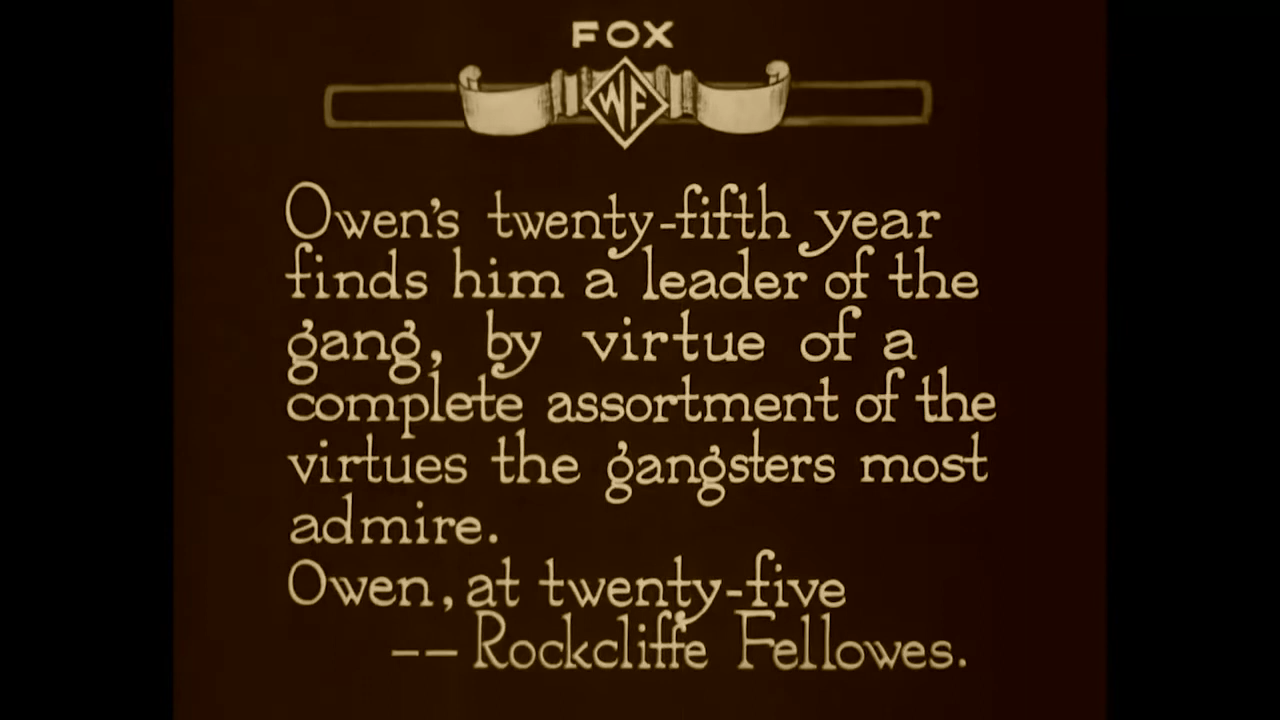 FOX
WF
Owen's twenty-fifth year
finds him a leader of the
gang, by virtue of a
complete assortment of the
virtues the gangsters most
admire.
Owen, at twenty-five
-- Rockcliffe Fellowes.